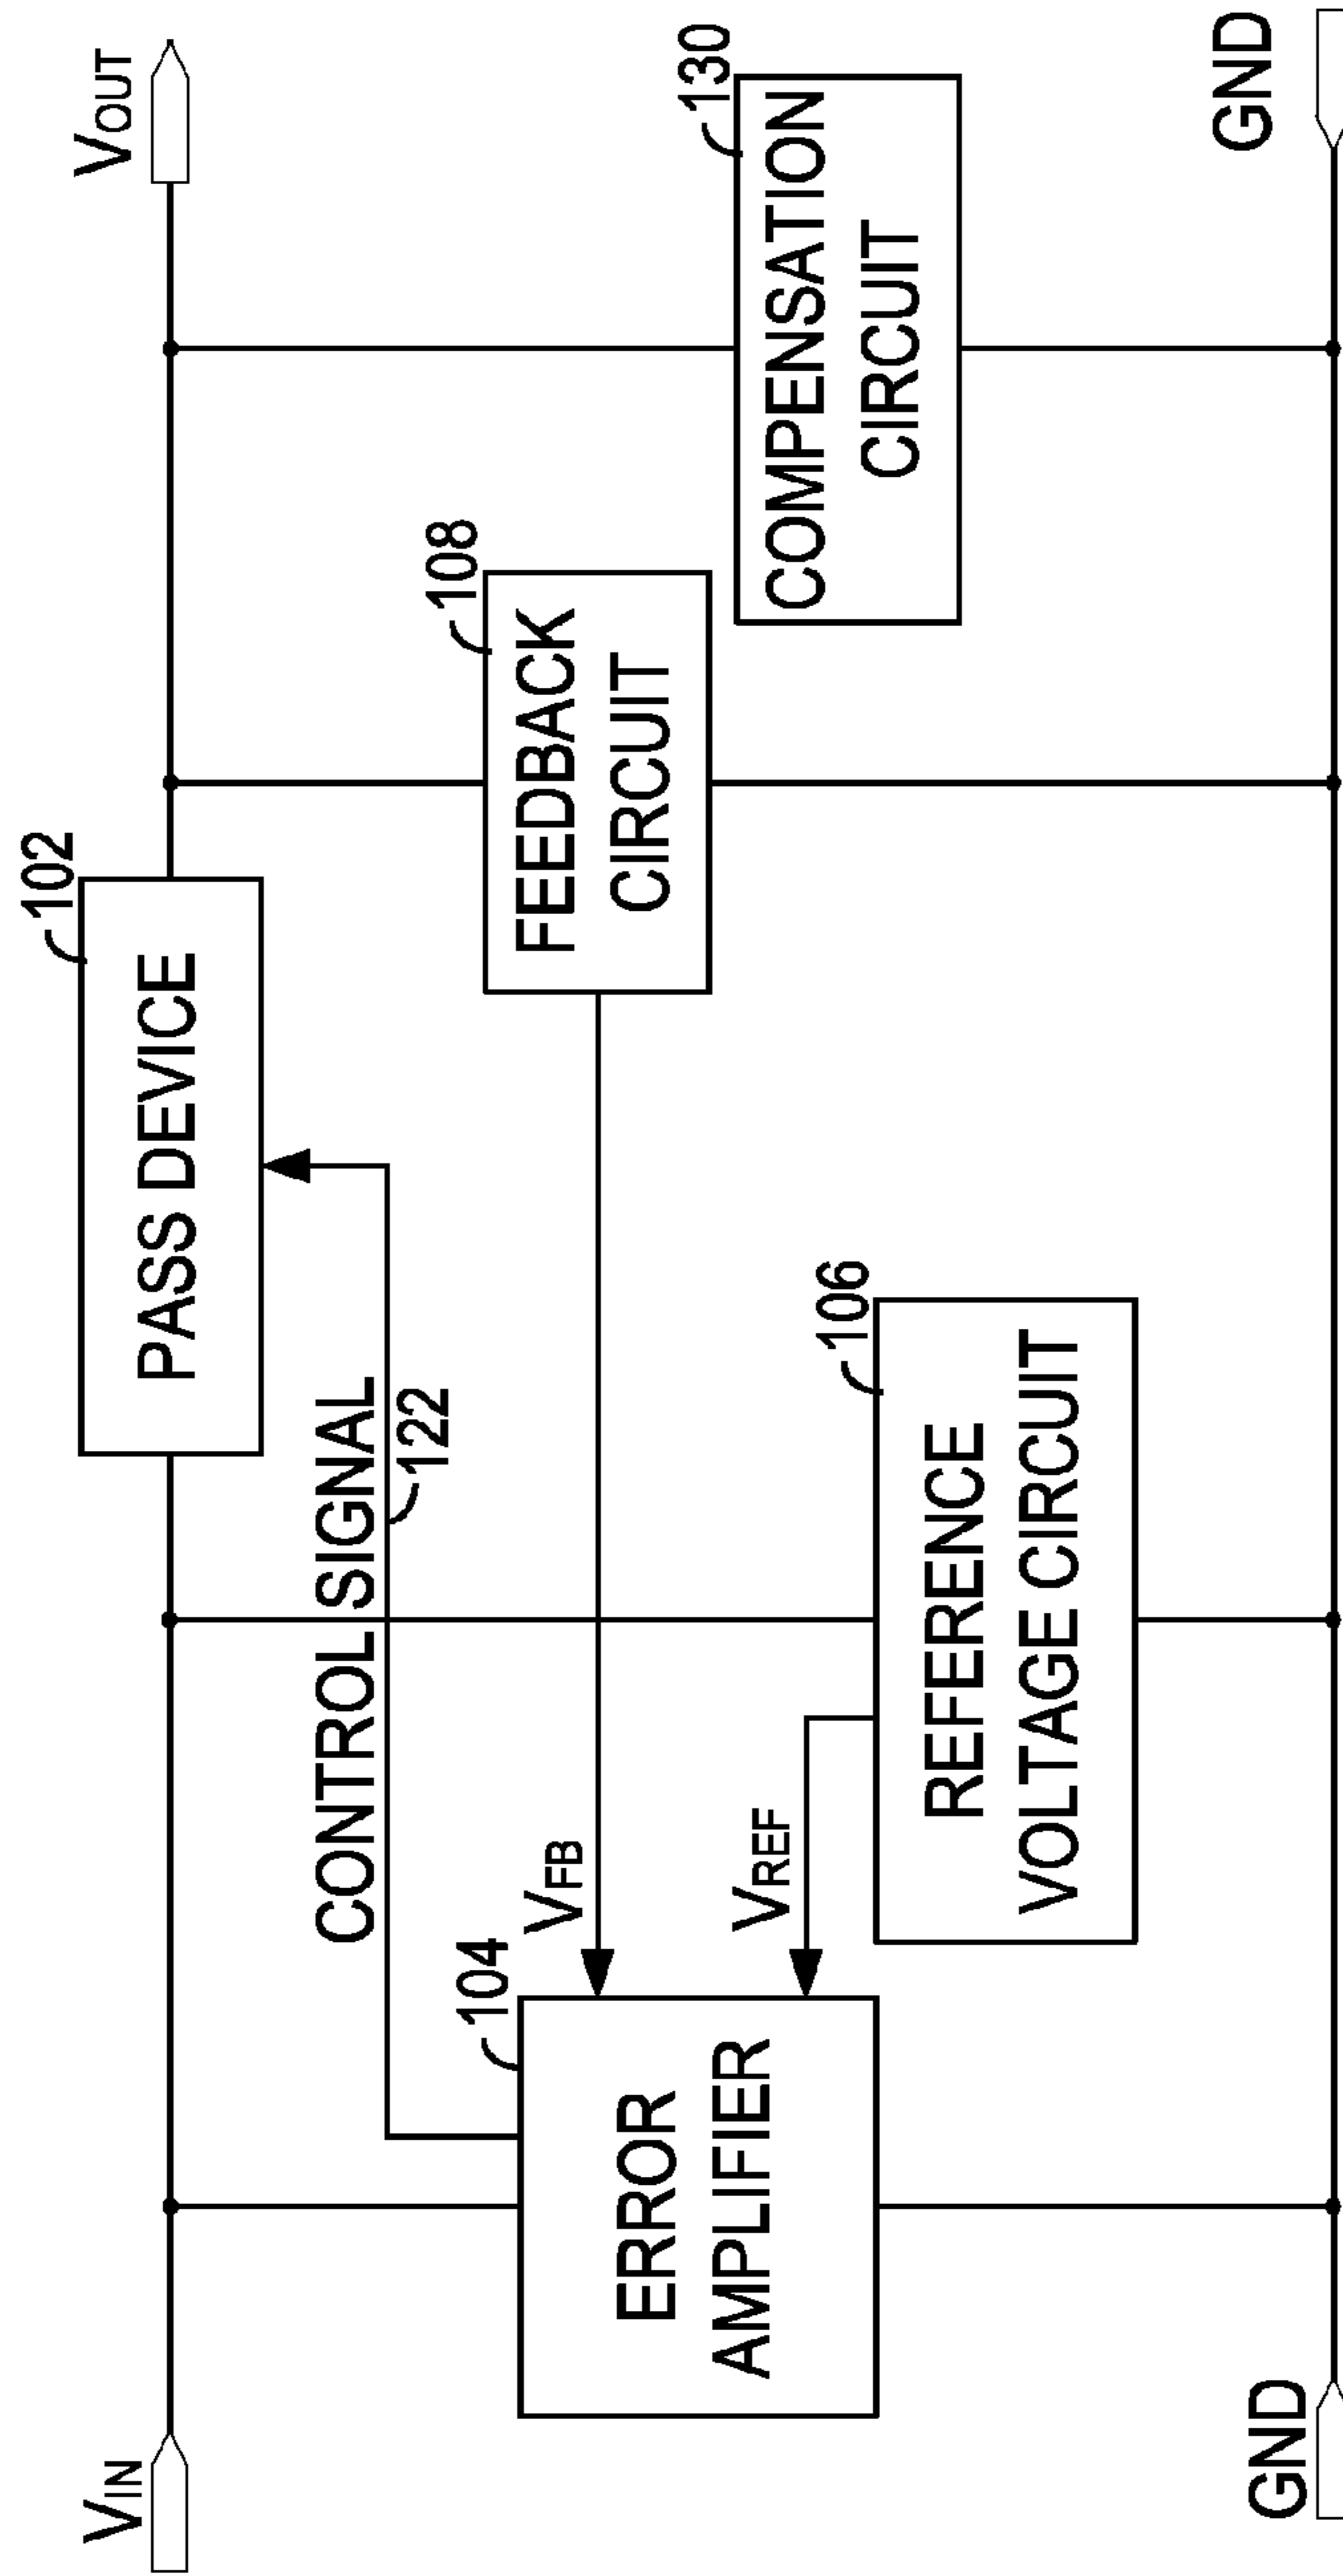 VIN
VOUT
102
PASS DEVICE
CONTROL SIGNAL
122
104
ERROR
AMPLIFIER
VFB
VREF
108
FEEDBACK
CIRCUIT
106
REFERENCE
VOLTAGE CIRCUIT
130
COMPENSATION
CIRCUIT
GND
GND